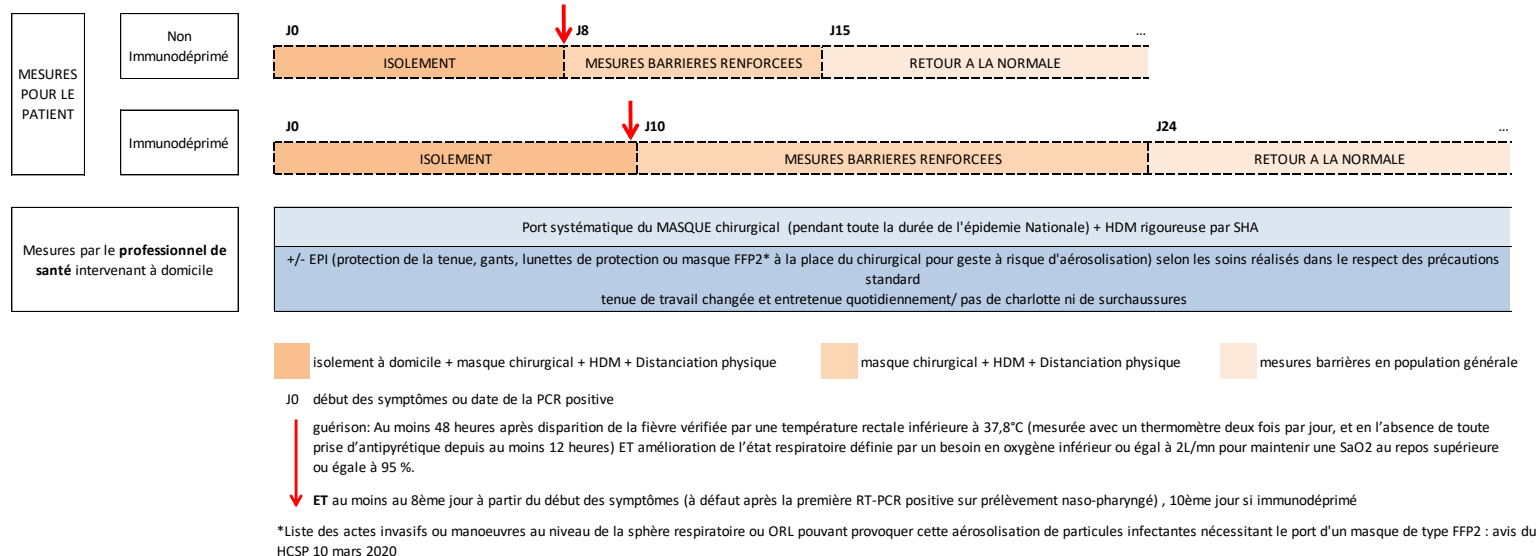 MESURES
POUR LE
PATIENT
Non
Immunodéprimé
J0
J8
J15
...
ISOLEMENT
MESURES BARRIERES RENFORCEES
RETOUR A LA NORMALE
Immunodéprimé
J0
J10
J24
...
ISOLEMENT
MESURES BARRIERES RENFORCEES
RETOUR A LA NORMALE
Mesures par le professionnel de
santé intervenant à domicile
Port systématique du MASQUE chirurgical (pendant toute la durée de l'épidemie Nationale) + HDM rigoureuse par SHA
+/- EPI (protection de la tenue, gants, lunettes de protection ou masque FFP2* à la place du chirurgical pour geste à risque d'aérosolisation) selon les soins réalisés dans le respect des précautions
standard
tenue de travail changée et entretenue quotidiennement/ pas de charlotte ni de surchaussures
isolement à domicile + masque chirurgical + HDM + Distanciation physique
masque chirurgical + HDM + Distanciation physique
mesures barrières en population générale
J0 début des symptômes ou date de la PCR positive
guérison: Au moins 48 heures après disparition de la fièvre vérifiée par une température rectale inférieure à 37,8°C (mesurée avec un thermomètre deux fois par jour, et en l'absence de toute
prise d'antipyrétique depuis au moins 12 heures) ET amélioration de l'état respiratoire définie par un besoin en oxygène inférieur ou égal à 2L/mn pour maintenir une SaO2 au repos supérieure
ou égale à 95 %.
ET au moins au 8ème jour à partir du début des symptômes (à défaut après la première RT-PCR positive sur prélèvement naso-pharyngé) , 10ème jour si immunodéprimé
*Liste des actes invasifs ou manoeuvres au niveau de la sphère respiratoire ou ORL pouvant provoquer cette aérosolisation de particules infectantes nécessitant le port d'un masque de type FFP2 : avis du
HCSP 10 mars 2020